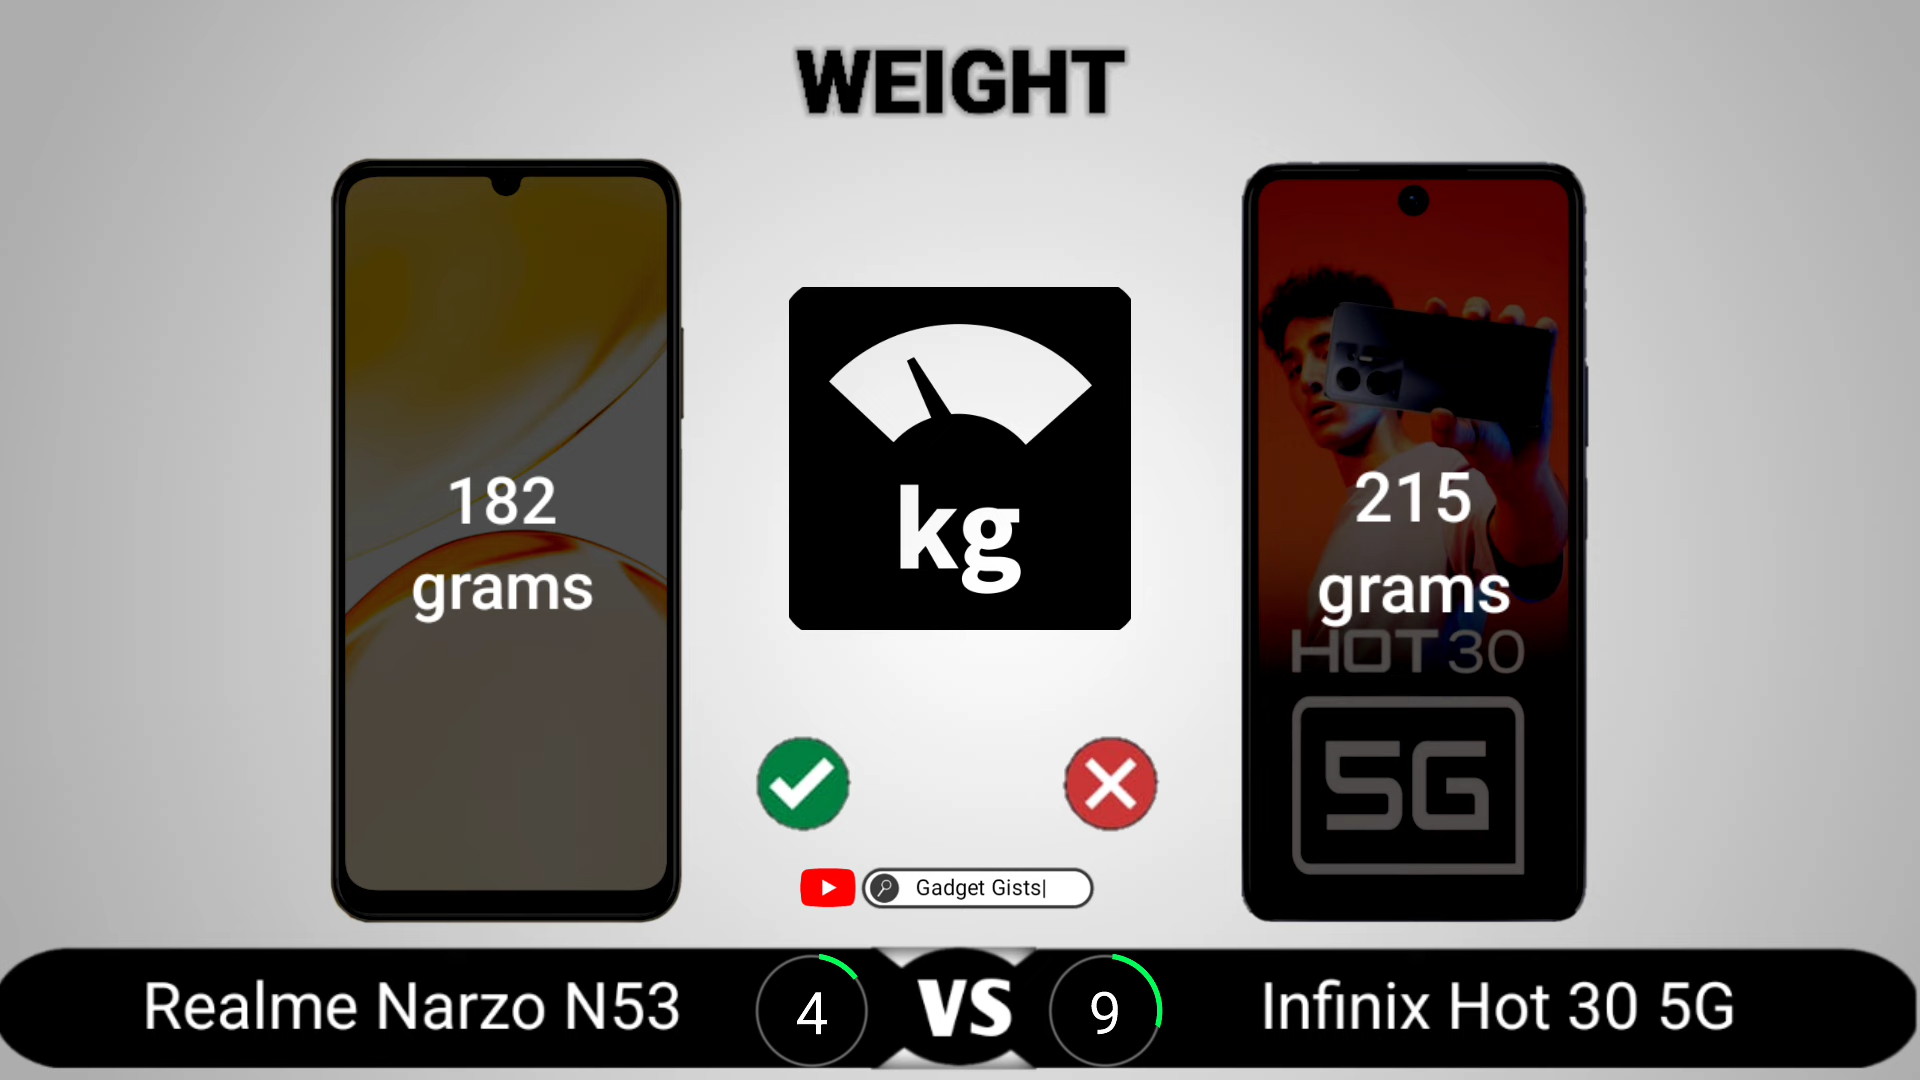 WEIGHT
182
grams
kg
215
grams
HOT 30
5G
Gadget Gists|
Realme Narzo N53
4
VS
9
Infinix Hot 30 5G